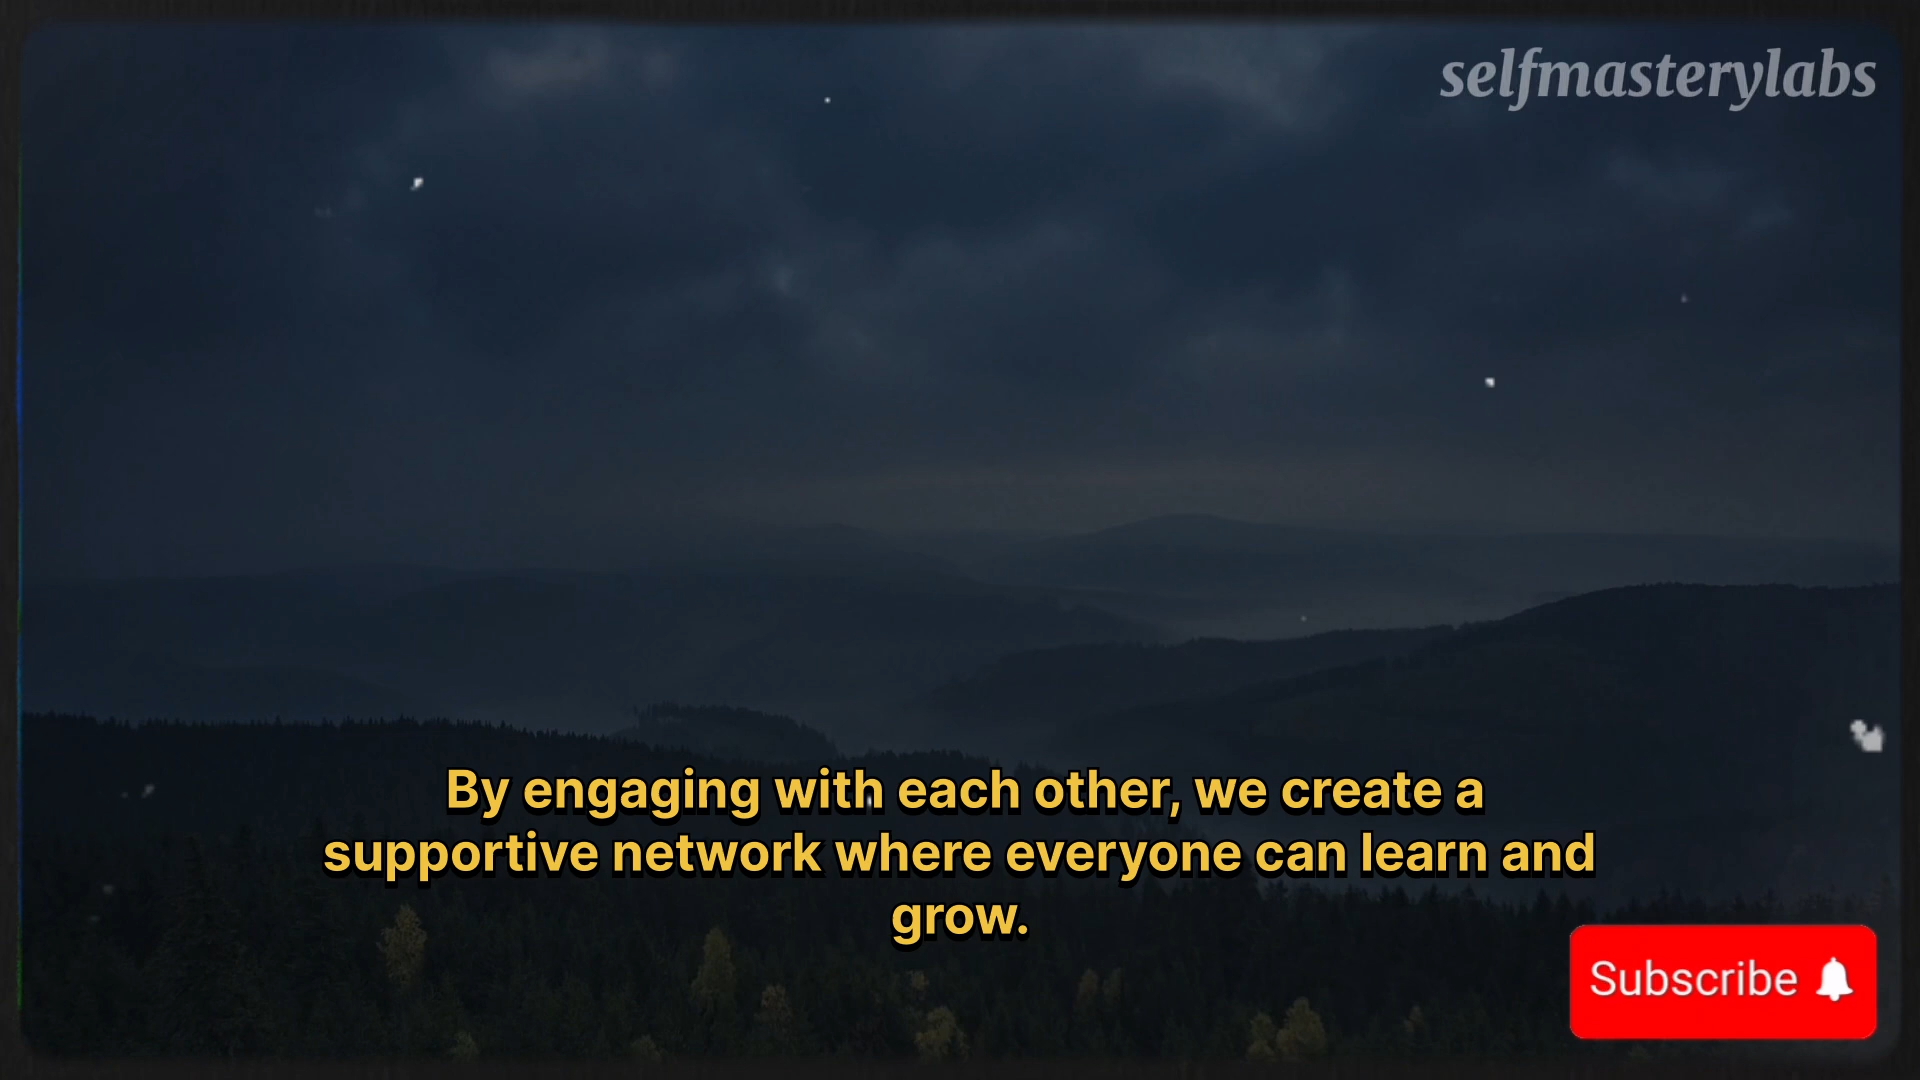 selfmasterylabs
By engaging with each other, we create a
supportive network where everyone can learn and
grow.
Subscribe